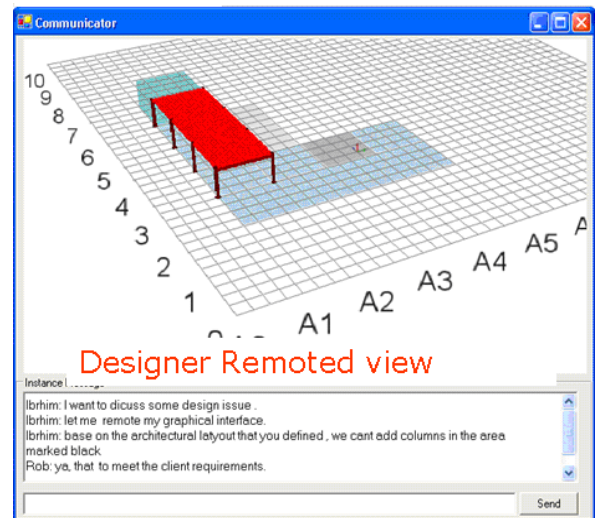 Communicator
10
9
8
7
6
5
4
3
2
1
A1
A2
A3
A4
A5
Designer Remoted view
Instance
Ibrhim: I want to dicuss some design issue .
Ibrhim: let me remote my graphical interface.
Ibrhim: base on the architectural latyout that you defined , we cant add columns in the area
marked black
Rob: ya, that to meet the client requirements.
Send